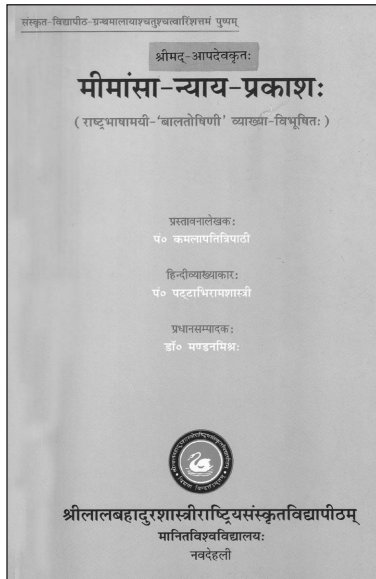 संस्कृत-विद्यापीठ-ग्रन्थमालायाश्चतुश्चत्वारिंशत्तमं पुष्पम्
श्रीमद्-आपदेवकृतः
मीमांसा-न्याय-प्रकाशः
( राष्ट्रभाषामयी-‘बालतोषिणी’ व्याख्या-विभूषितः )
प्रस्तावनालेखकः
पं० कमलापतित्रिपाठी
हिन्दीव्याख्याकारः
पं० पट्टाभिरामशास्त्री
प्रधानसम्पादकः
डॉ० मण्डनमिश्रः
श्रीलालबहादुरशास्त्रीराष्ट्रियसंस्कृतविद्यापीठम्
मानितविश्वविद्यालयः
नवदेहली